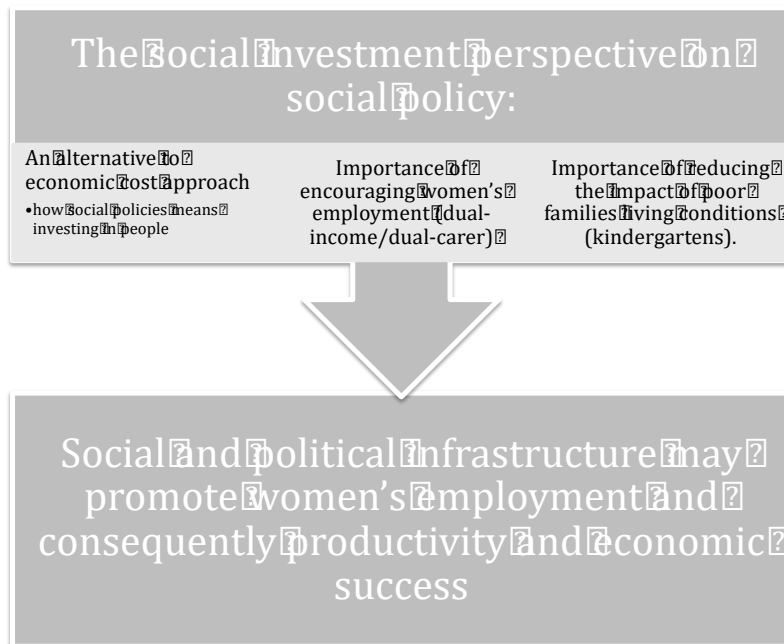 The social investment perspective on
social policy:
An alternative to
economic cost approach
•how social policies means
investing in people
Importance of
encouraging women's
employment (dual-
income/dual-carer)
Importance of reducing
the impact of poor
families living conditions
(kindergartens).
Social and political infrastructure may
promote women's employment and
consequently productivity and economic
success